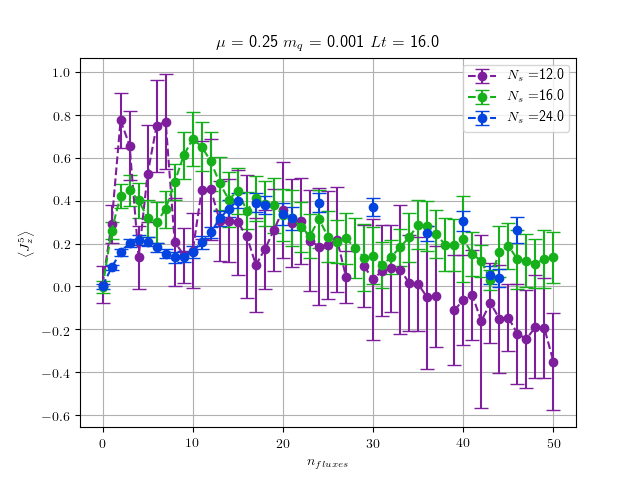 μ = 0.25 m_q = 0.001 Lt = 16.0
N_s =12.0
N_s =16.0
N_s =24.0
1.0
0.8
0.6
0.4
0.2
0.0
−0.2
−0.4
−0.6
⟨J_z^5⟩
0 10 20 30 40 50
n_{fluxes}